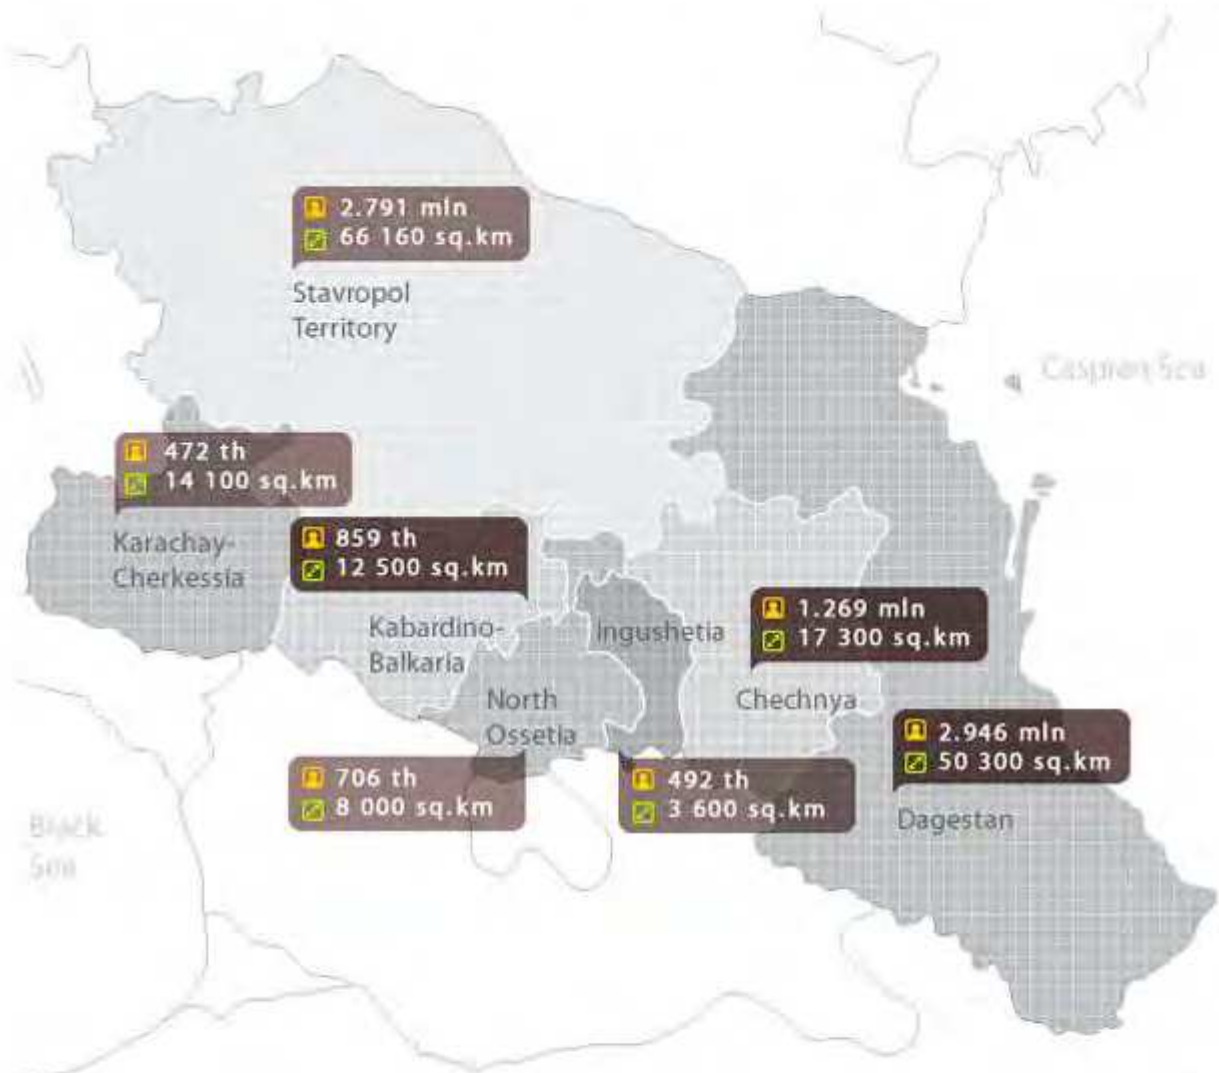 2.791 mln
66 160 sq.km
Stavropol
Territory
Caspian Sea
472 th
14 100 sq.km
Karachay-
Cherkessia
859 th
12 500 sq.km
Kabardino-
Balkaria
Ingushetia
1.269 mln
17 300 sq.km
Chechnya
North
Ossetia
706 th
8 000 sq.km
492 th
3 600 sq.km
2.946 mln
50 300 sq.km
Dagestan
Black
Sea